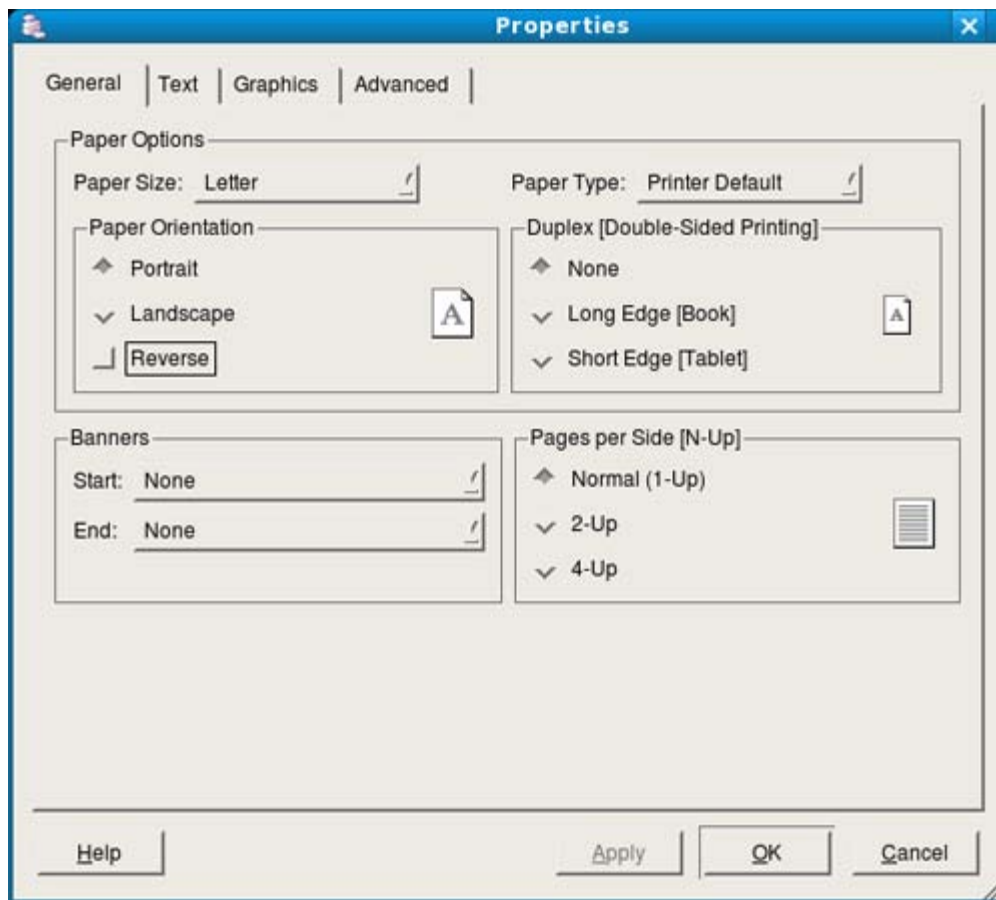 Properties
General
Text
Graphics
Advanced
Paper Options
Paper Size: Letter
Paper Type: Printer Default
Paper Orientation
Portrait
Landscape
Reverse
A
Duplex [Double-Sided Printing]
None
Long Edge [Book]
Short Edge [Tablet]
A
Banners
Start: None
End: None
Pages per Side [N-Up]
Normal (1-Up)
2-Up
4-Up
Help
Apply
OK
Cancel